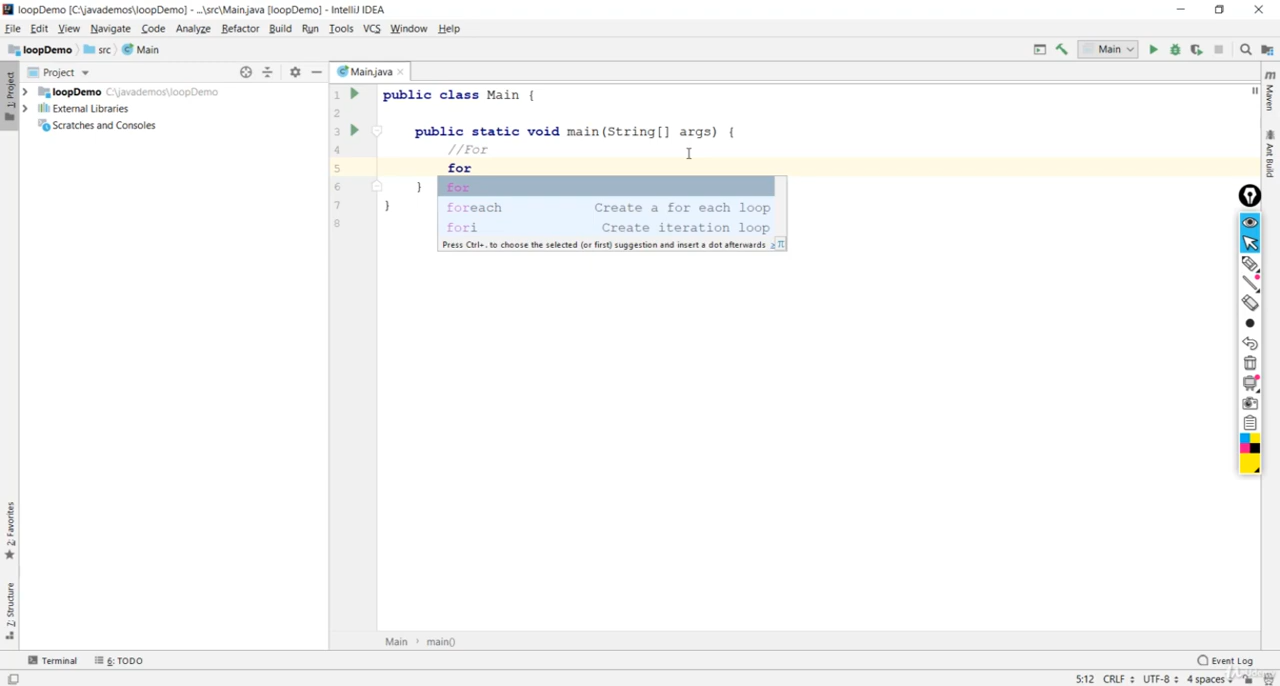 loopDemo [C:\javademos\loopDemo] - ...\src\Main.java [loopDemo] - IntelliJ IDEA
File Edit View Navigate Code Analyze Refactor Build Run Tools VCS Window Help
loopDemo src Main
Main
Project
Main.java
1: Project
loopDemo C:\javademos\loopDemo
External Libraries
Scratches and Consoles
1 public class Main {
2
3 public static void main(String[] args) {
4 //For
5 for
6 }
7 }
8
for
foreach Create a for each loop
fori Create iteration loop
Press Ctrl+. to choose the selected (or first) suggestion and insert a dot afterwards
π
Maven
Ant Build
2: Favorites
Z: Structure
Main main()
Terminal 6: TODO
Event Log
5:12 CRLF UTF-8 4 spaces